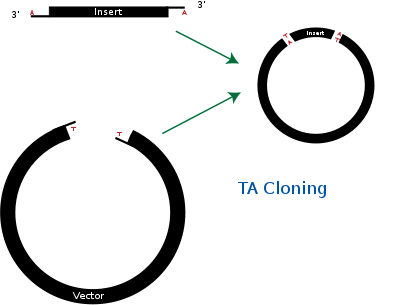 3' A Insert A 3'
T A Insert A T
T T
TA Cloning
Vector